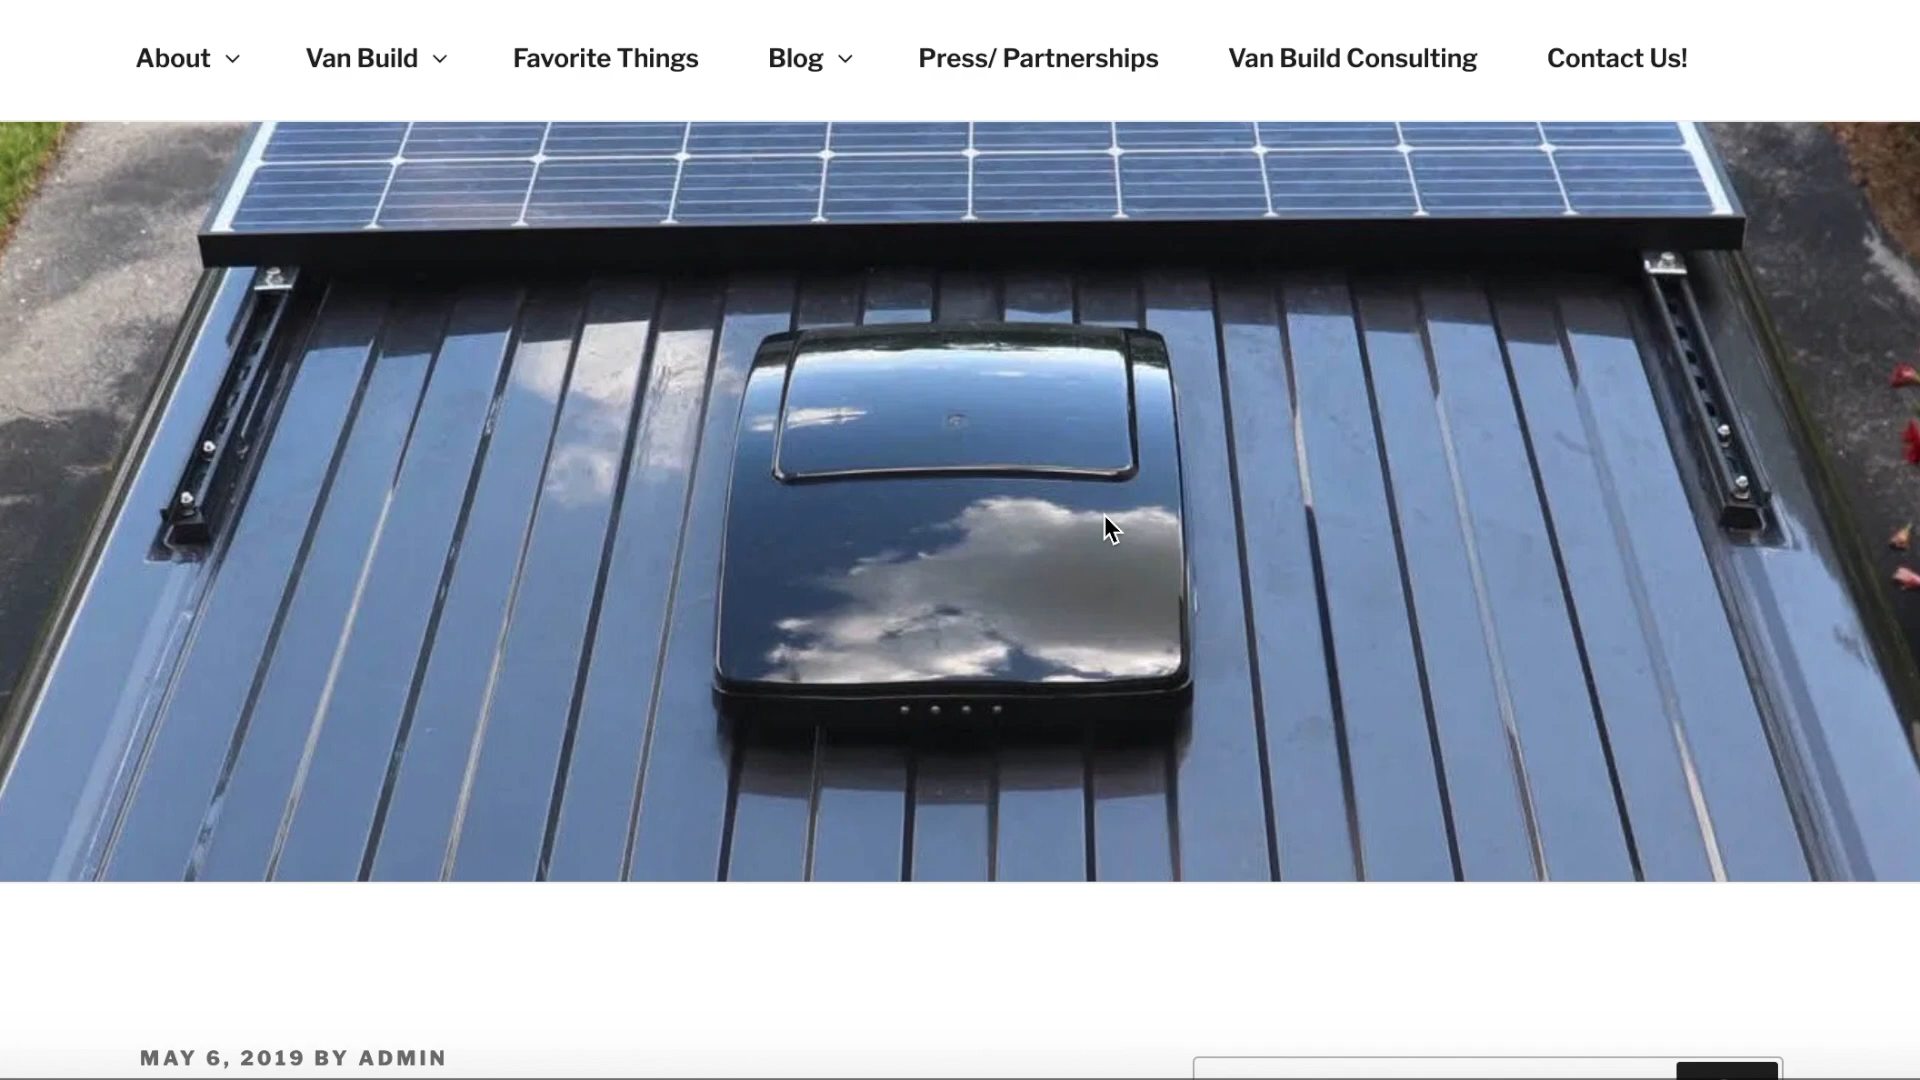 About
Van Build
Favorite Things
Blog
Press/ Partnerships
Van Build Consulting
Contact Us!
MAY 6, 2019 BY ADMIN